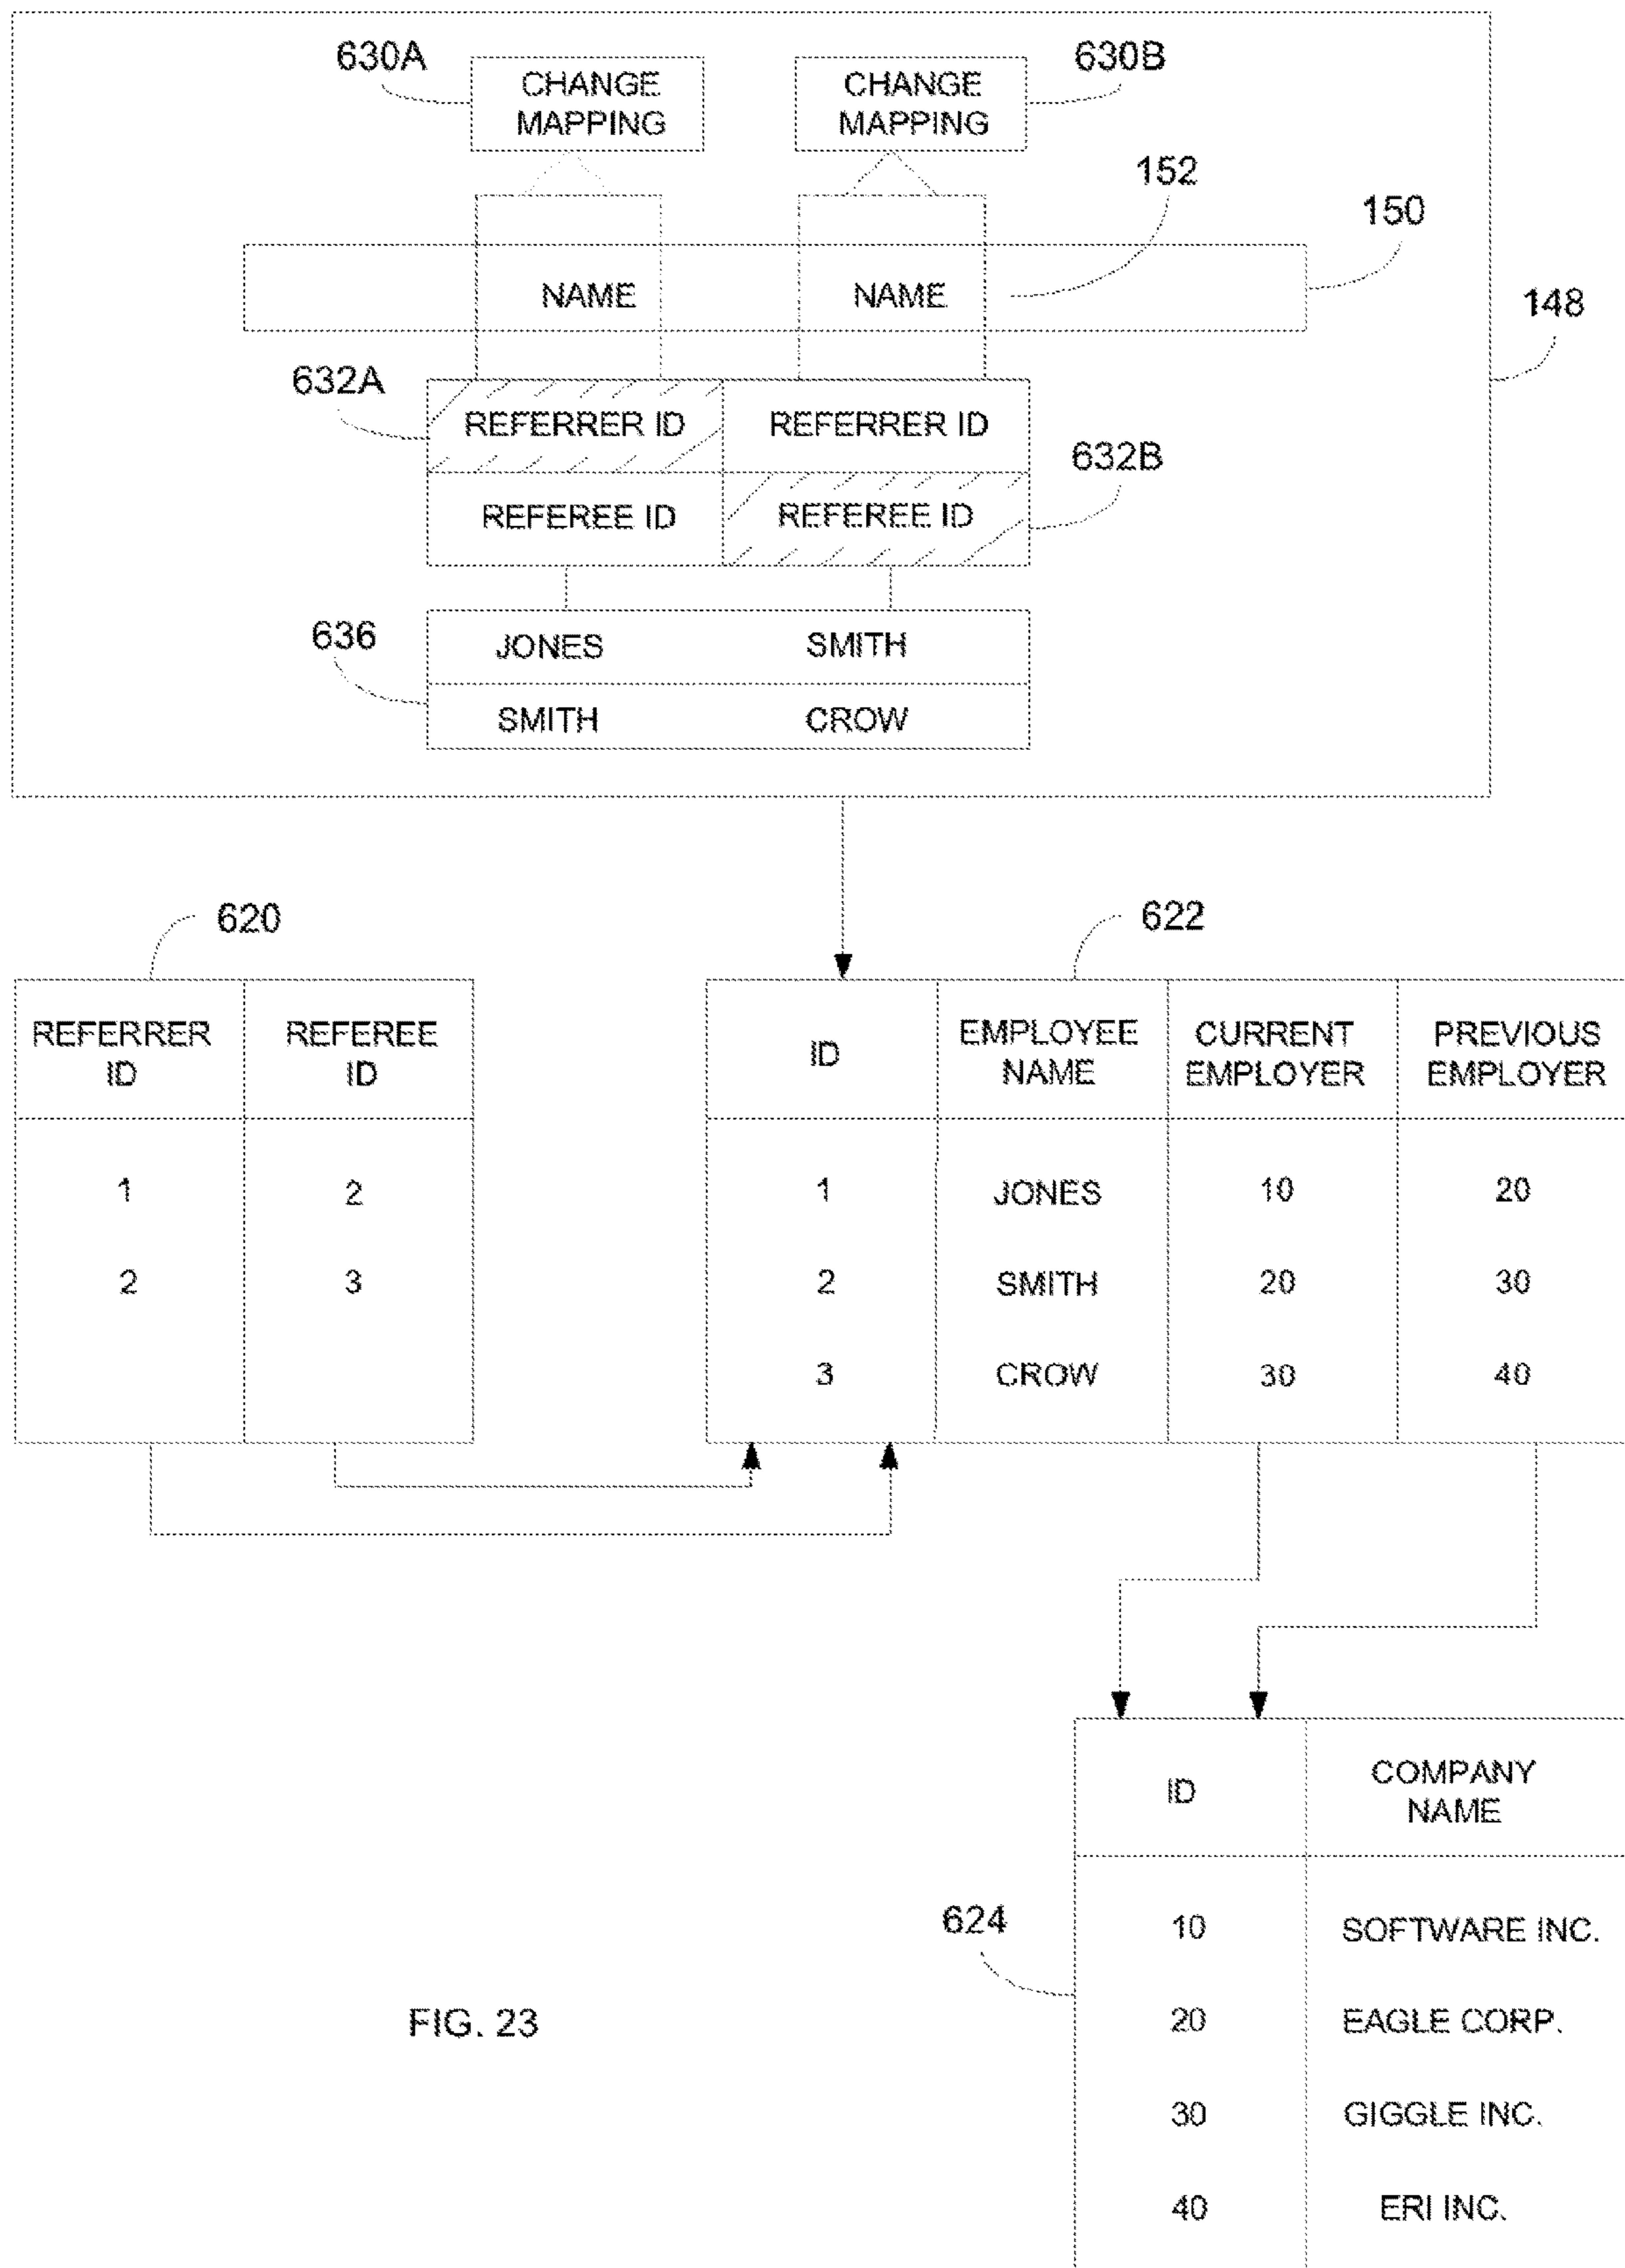 630A
CHANGE
MAPPING
CHANGE
MAPPING
630B
152
150
NAME
NAME
148
632A
REFERRER ID
REFERRER ID
632B
REFEREE ID
REFEREE ID
636
JONES
SMITH
SMITH
CROW
620
622
REFERRER
ID
REFEREE
ID
ID
EMPLOYEE
NAME
CURRENT
EMPLOYER
PREVIOUS
EMPLOYER
1
2
1
JONES
10
20
2
3
2
SMITH
20
30
3
CROW
30
40
ID
COMPANY
NAME
624
10
SOFTWARE INC.
20
EAGLE CORP.
30
GIGGLE INC.
40
ERI INC.
FIG. 23